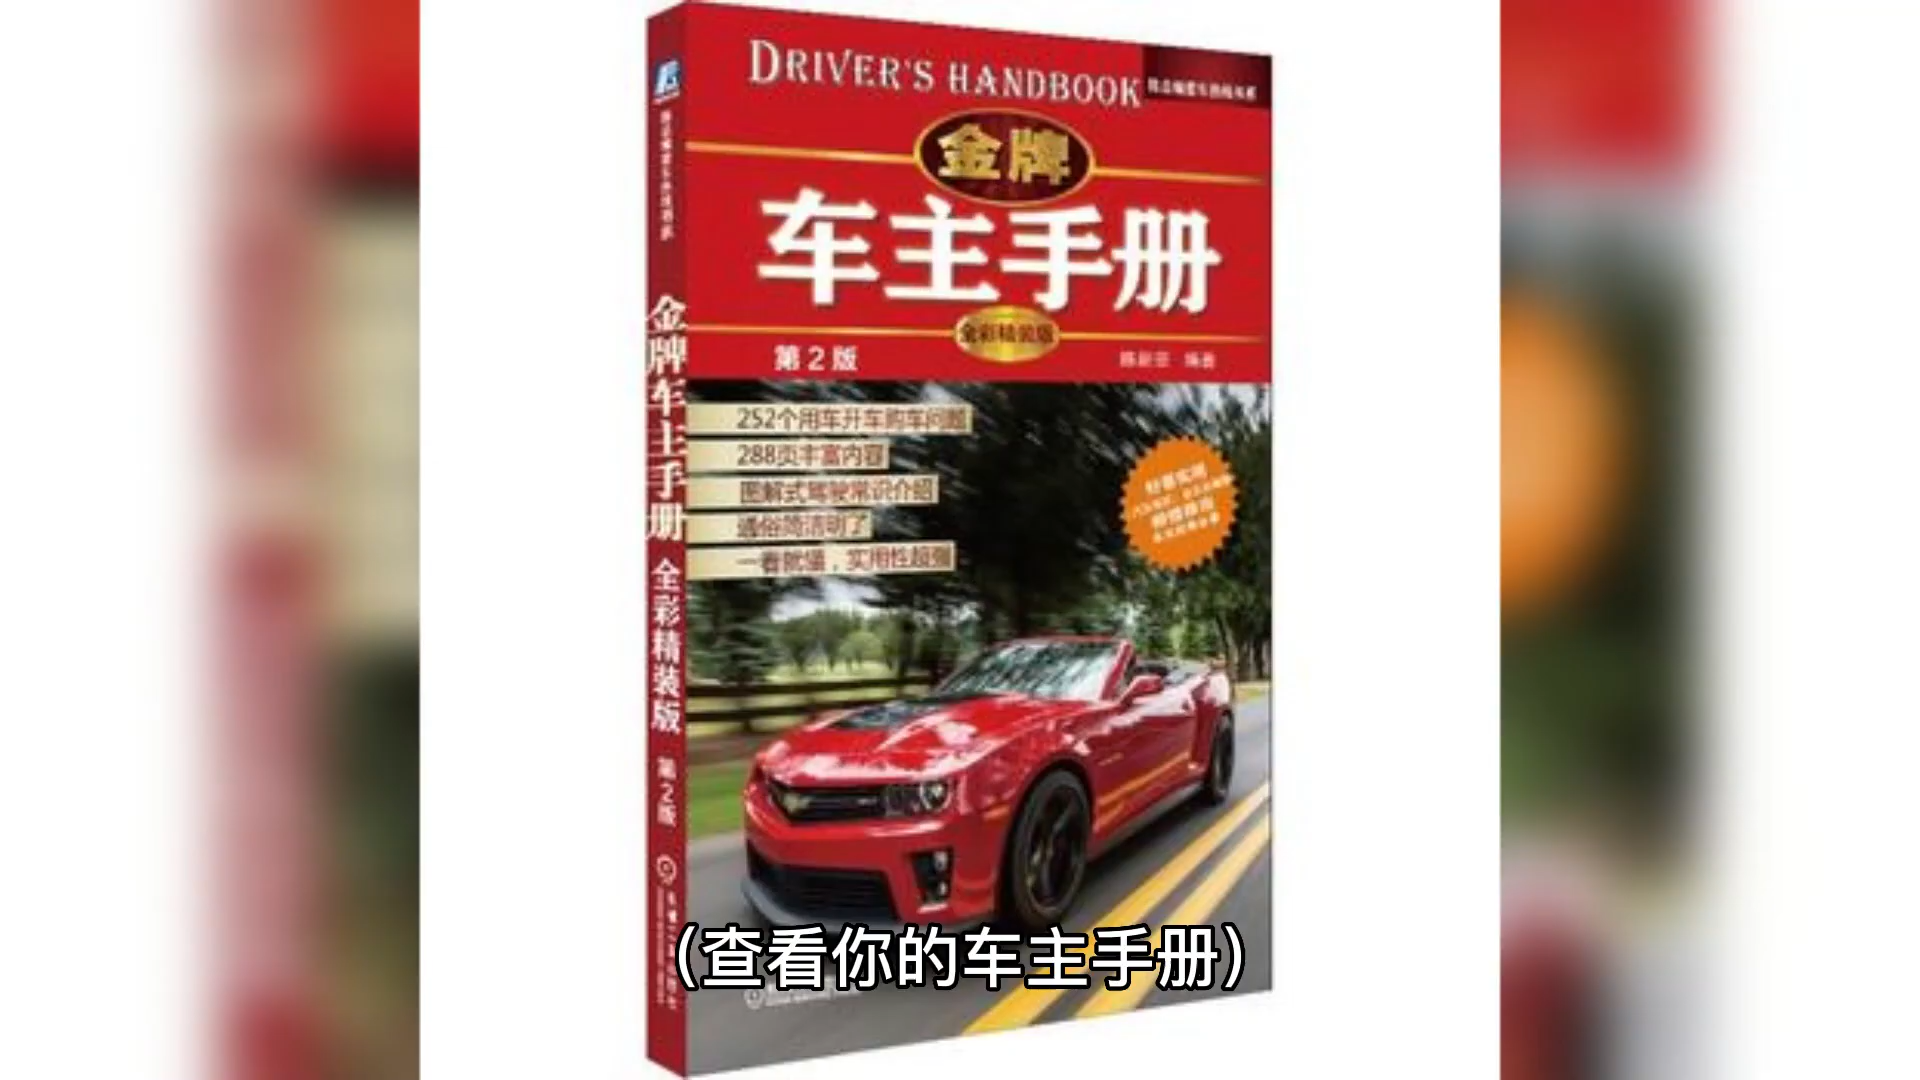 DRIVER'S HANDBOOK
金牌
车主手册
全彩精装版
第2版
编著
252个用车开车购车问题
288页丰富内容
图解式驾驶常识介绍
通俗简洁明了
一看就懂，实用性超强
金牌车主手册 全彩精装版 第2版
（查看你的车主手册）